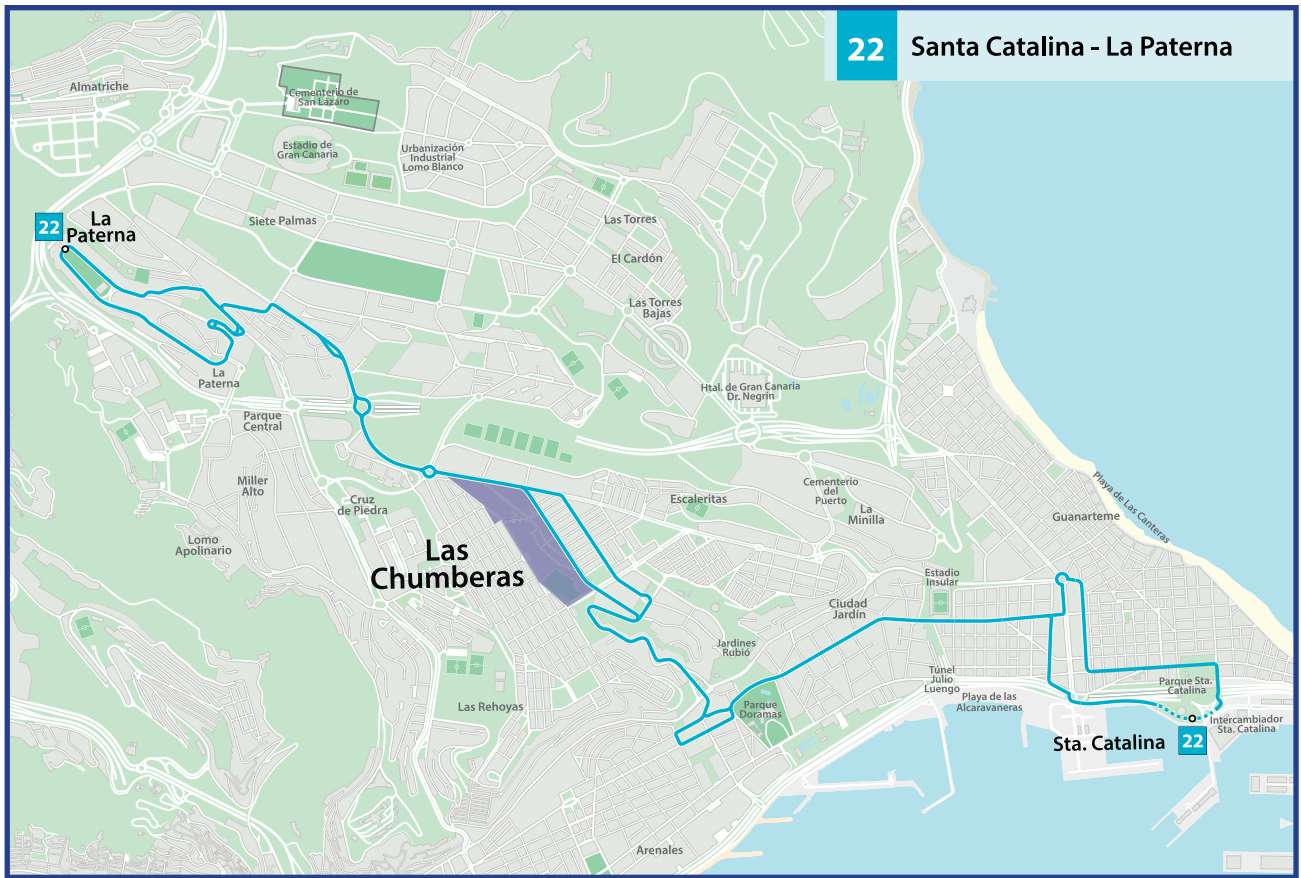 22
Santa Catalina - La Paterna
Almatriche
Cementerio de
San Lázaro
Estadio de
Gran Canaria
Urbanización
Industrial
Lomo Blanco
22
La
Paterna
Siete Palmas
Las Torres
El Cardón
Las Torres
Bajas
La
Paterna
Htal. de Gran Canaria
Dr. Negrín
Parque
Central
Miller
Alto
Cruz
de Piedra
Escaleritas
Cementerio
del
Puerto
La
Minilla
Playa de Las Canteras
Guanarteme
Lomo
Apolinario
Las
Chumberas
Estadio
Insular
Ciudad
Jardín
Jardines
Rubió
Túnel
Julio
Luengo
Playa de las
Alcaravaneras
Parque Sta.
Catalina
Las Rehoyas
Parque
Doramas
Intercambiador
Sta. Catalina
Sta. Catalina
22
Arenales